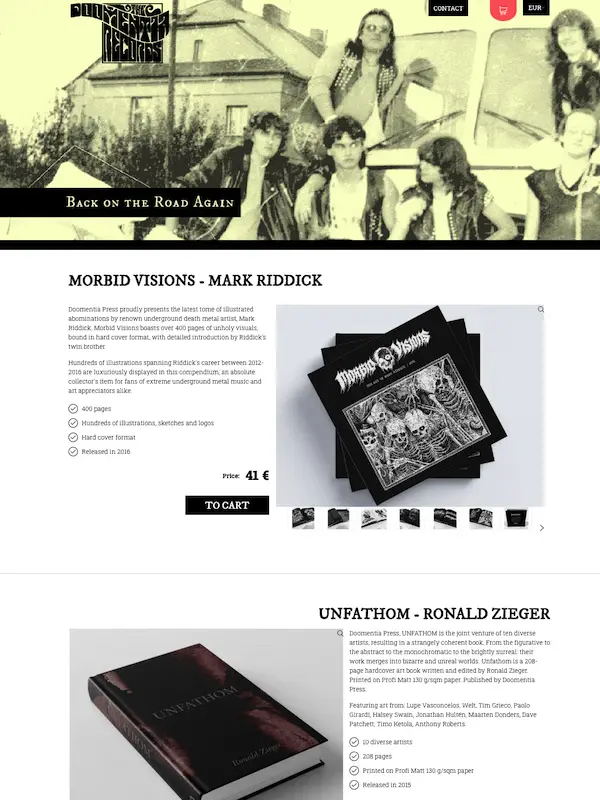 DOOMENTIA
RECORDS
CONTACT
EUR
Back on the Road Again
MORBID VISIONS - MARK RIDDICK
Doomentia Press proudly presents the latest tome of illustrated
abominations by renown underground death metal artist, Mark
Riddick. Morbid Visions boasts over 400 pages of unholy visuals,
bound in hard cover format, with detailed introduction by Riddick's
twin brother.
Hundreds of illustrations spanning Riddick's career between 2012-
2016 are luxuriously displayed in this compendium; an absolute
collector's item for fans of extreme underground metal music and
art appreciators alike.
400 pages
Hundreds of illustrations, sketches and logos
Hard cover format
Released in 2016
Price: 41 €
TO CART
MORBID VISIONS
UNFATHOM - RONALD ZIEGER
Doomentia Press, UNFATHOM is the joint venture of ten diverse
artists, resulting in a strangely coherent book. From the figurative to
the abstract to the monochromatic to the brightly surreal: their
work merges into bizarre and unreal worlds. Unfathom is a 208-
page hardcover art book written and edited by Ronald Zieger.
Printed on Profi Matt 130 g/sqm paper. Published by Doomentia
Press.
Featuring art from: Lupe Vasconcelos, Welt, Tim Grieco, Paolo
Girardi, Halsey Swain, Jonathan Hultén, Maarten Donders, Dave
Patchett, Timo Ketola, Anthony Roberts.
10 diverse artists
208 pages
Printed on Profi Matt 130 g/sqm paper
Released in 2015
UNFATHOM
UNFATHOM
Ronald Zieger